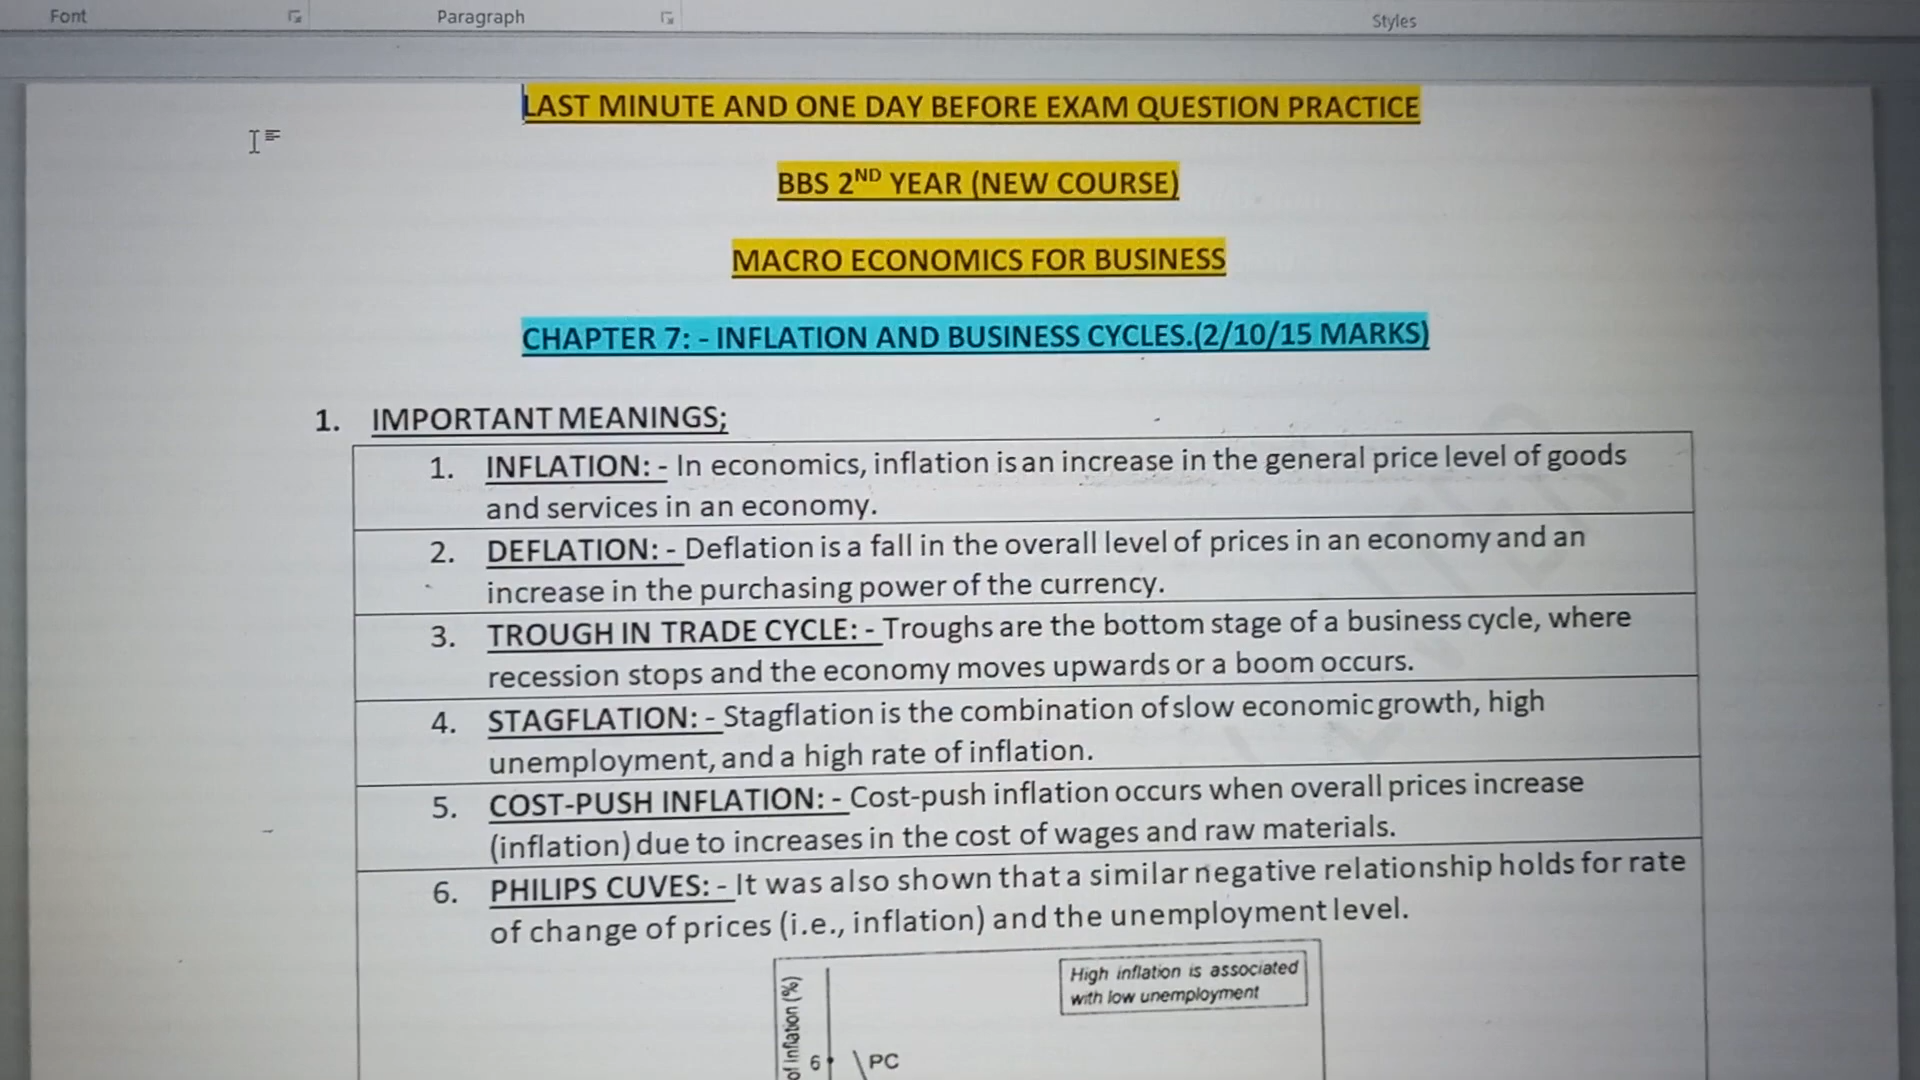 Font
Paragraph
Styles
LAST MINUTE AND ONE DAY BEFORE EXAM QUESTION PRACTICE
BBS 2ND YEAR (NEW COURSE)
MACRO ECONOMICS FOR BUSINESS
CHAPTER 7: - INFLATION AND BUSINESS CYCLES.(2/10/15 MARKS)
1. IMPORTANT MEANINGS;
1. INFLATION: - In economics, inflation is an increase in the general price level of goods
and services in an economy.
2. DEFLATION: - Deflation is a fall in the overall level of prices in an economy and an
increase in the purchasing power of the currency.
3. TROUGH IN TRADE CYCLE: - Troughs are the bottom stage of a business cycle, where
recession stops and the economy moves upwards or a boom occurs.
4. STAGFLATION: - Stagflation is the combination of slow economic growth, high
unemployment, and a high rate of inflation.
5. COST-PUSH INFLATION: - Cost-push inflation occurs when overall prices increase
(inflation) due to increases in the cost of wages and raw materials.
6. PHILIPS CUVES: - It was also shown that a similar negative relationship holds for rate
of change of prices (i.e., inflation) and the unemployment level.
High inflation is associated
with low unemployment
of inflation (%)
6
PC